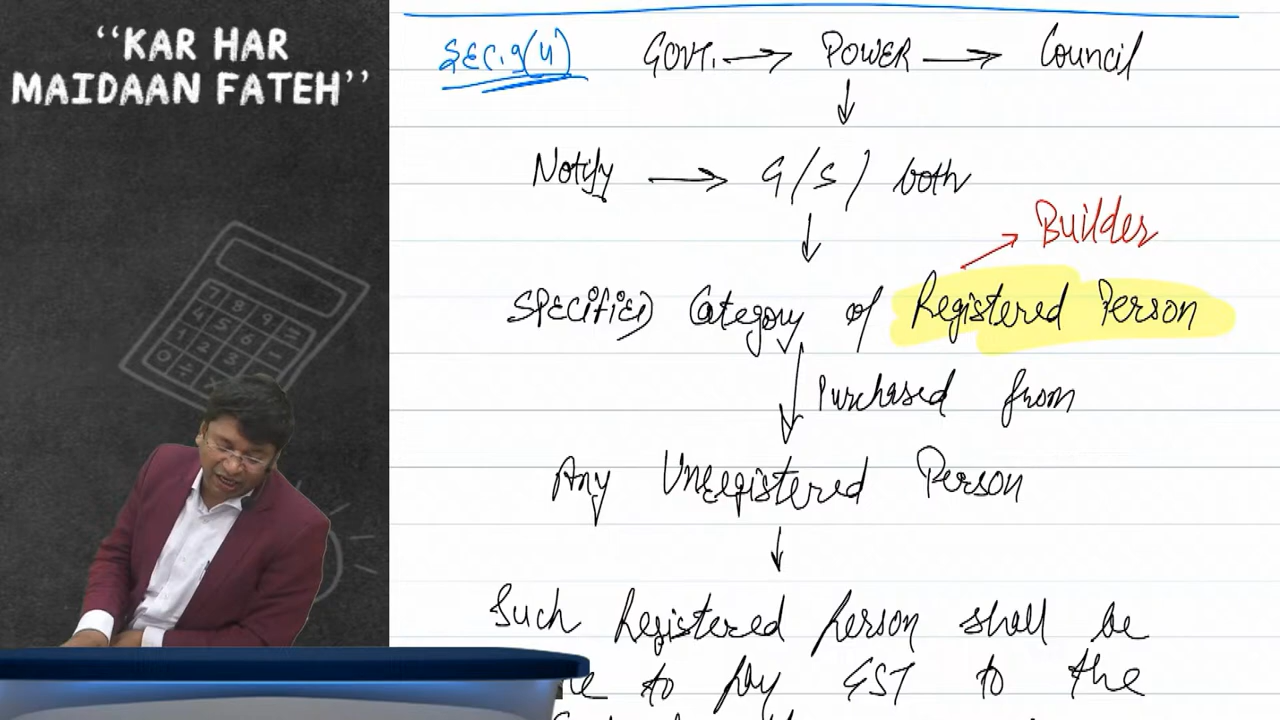 “KAR HAR
MAIDAAN FATEH”
SEC.9(4) GOVT. → POWER → Council
Notify → G/S/ both
Builder
SPECIFIED Category of Registered Person
Purchased from
Any Unregistered Person
Such Registered person shall be
to pay GST to the